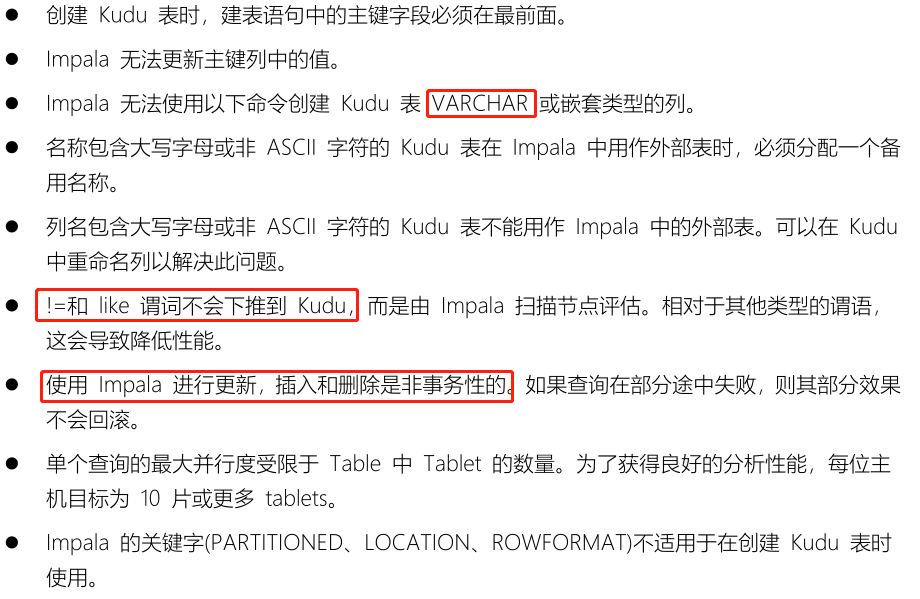 ● 创建 Kudu 表时，建表语句中的主键字段必须在最前面。
● Impala 无法更新主键列中的值。
● Impala 无法使用以下命令创建 Kudu 表 VARCHAR 或嵌套类型的列。
● 名称包含大写字母或非 ASCII 字符的 Kudu 表在 Impala 中用作外部表时，必须分配一个备
用名称。
● 列名包含大写字母或非 ASCII 字符的 Kudu 表不能用作 Impala 中的外部表。可以在 Kudu
中重命名列以解决此问题。
● !=和 like 谓词不会下推到 Kudu，而是由 Impala 扫描节点评估。相对于其他类型的谓语，
这会导致降低性能。
● 使用 Impala 进行更新，插入和删除是非事务性的。如果查询在部分途中失败，则其部分效果
不会回滚。
● 单个查询的最大并行度受限于 Table 中 Tablet 的数量。为了获得良好的分析性能，每位主
机目标为 10 片或更多 tablets。
● Impala 的关键字(PARTITIONED、LOCATION、ROWFORMAT)不适用于在创建 Kudu 表时
使用。